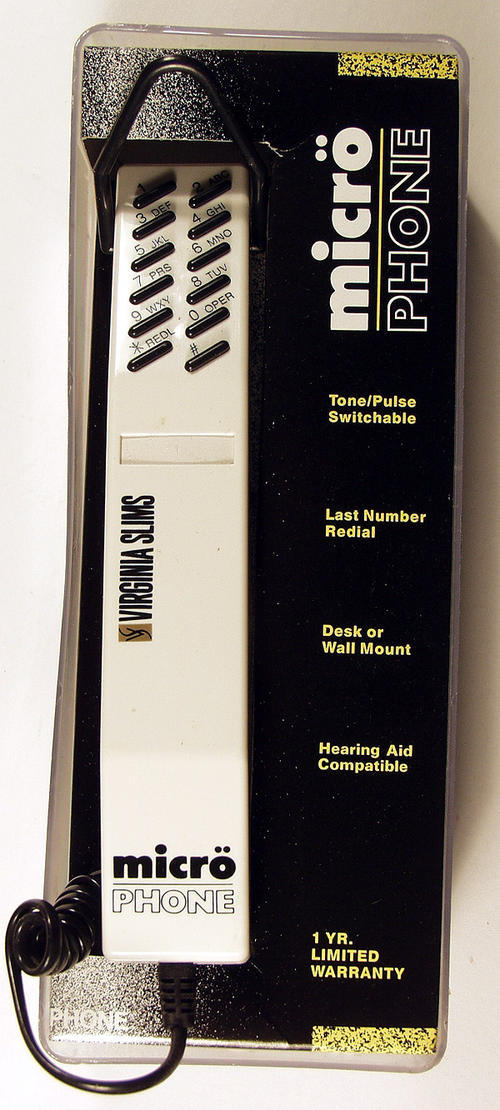 1
2 ABC
3 DEF
4 GHI
5 JKL
6 MNO
7 PRS
8 TUV
9 WXY
0 OPER
* REDL
#
VIRGINIA SLIMS
micrö
PHONE
micrö
PHONE
Tone/Pulse
Switchable
Last Number
Redial
Desk or
Wall Mount
Hearing Aid
Compatible
1 YR.
LIMITED
WARRANTY
PHONE